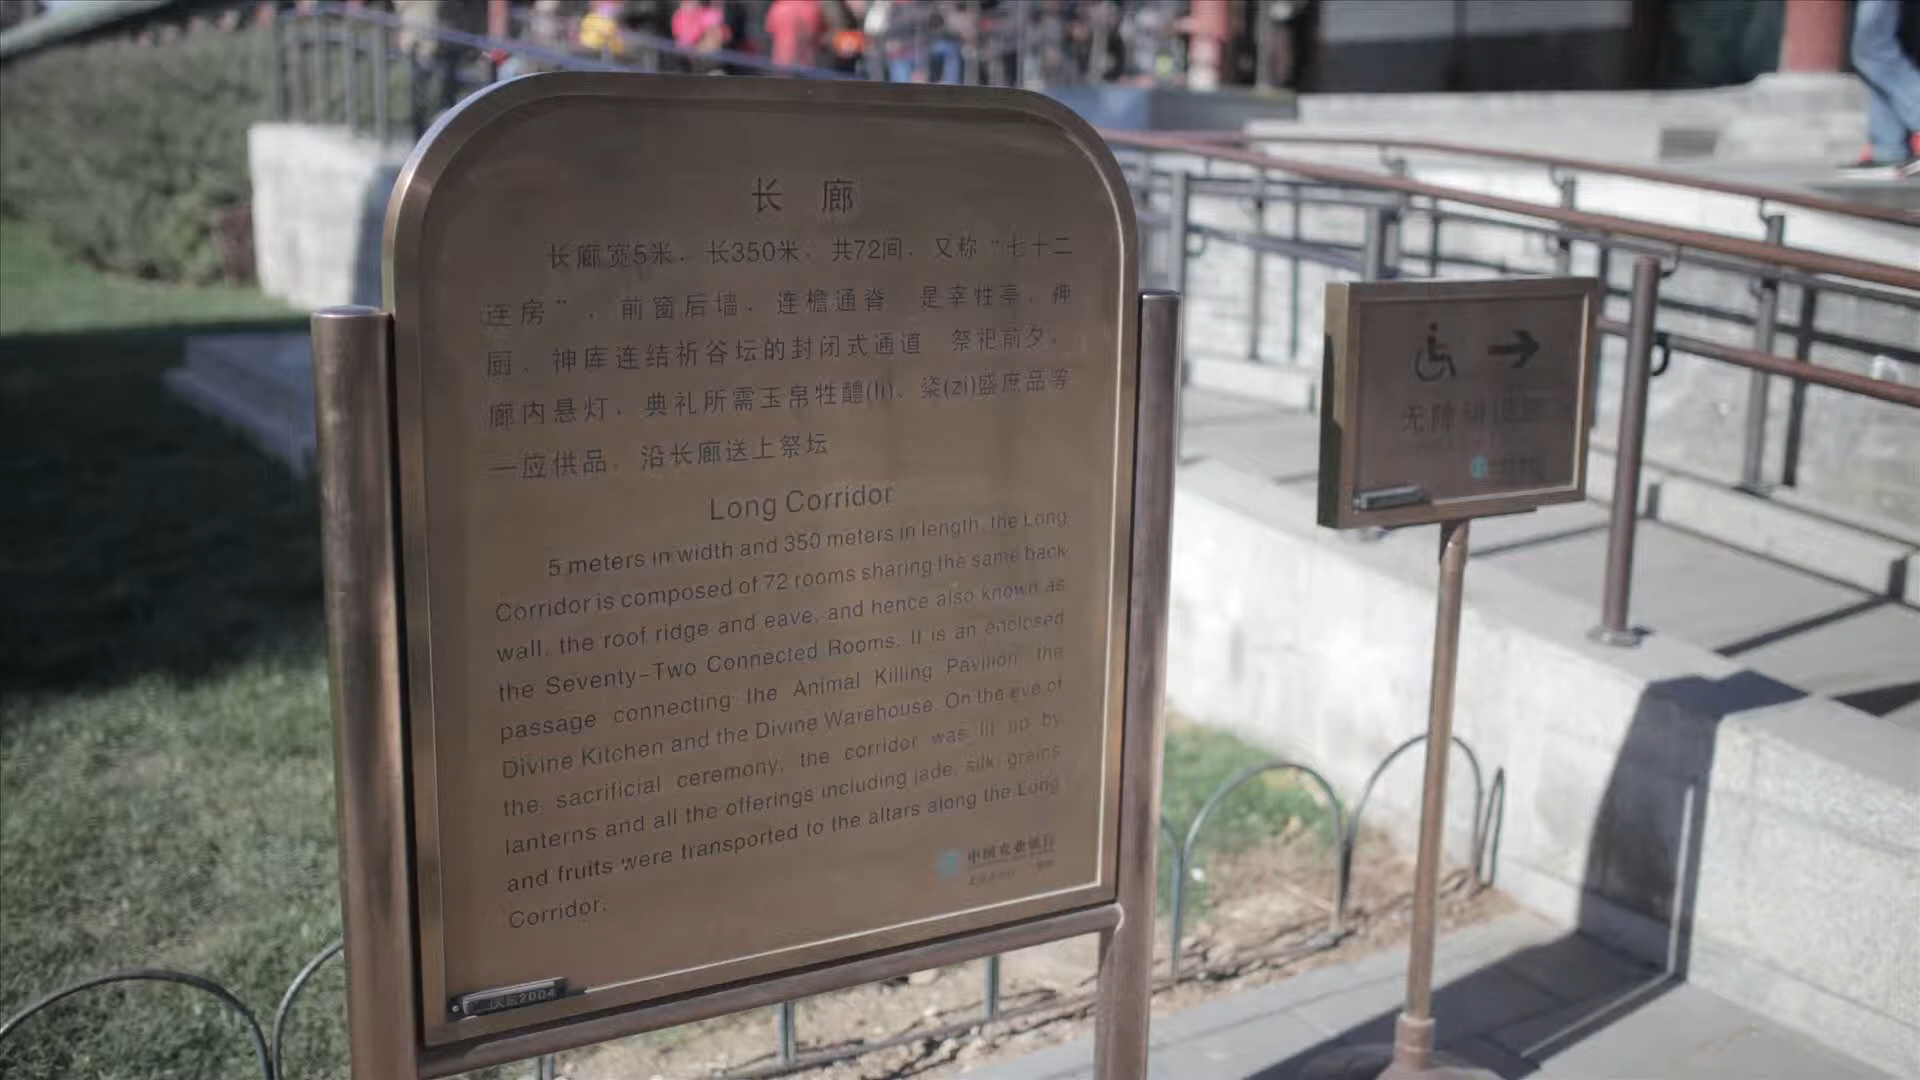 长 廊
长廊宽5米，长350米，共72间，又称“七十二
连房”，前窗后墙，连檐通脊，是宰牲亭、神
厨、神库连结祈谷坛的封闭式通道，祭祀前夕，
廊内悬灯，典礼所需玉帛牲醴(li)、粢(zi)盛庶品等
一应供品，沿长廊送上祭坛
Long Corridor
5 meters in width and 350 meters in length, the Long
Corridor is composed of 72 rooms sharing the same back
wall, the roof ridge and eave, and hence also known as
the Seventy-Two Connected Rooms. It is an enclosed
passage connecting the Animal Killing Pavilion, the
Divine Kitchen and the Divine Warehouse. On the eve of
the sacrificial ceremony, the corridor was lit up by
lanterns and all the offerings including jade, silk, grains
and fruits were transported to the altars along the Long
Corridor.
中国农业银行
2004
无障碍设施